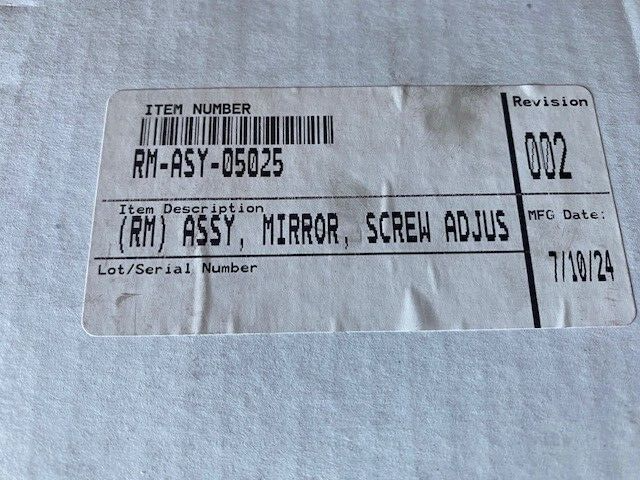 ITEM NUMBER
RM-ASY-05025
Revision
002
Item Description
(RM) ASSY, MIRROR, SCREW ADJUS
MFG Date:
7/10/24
Lot/Serial Number